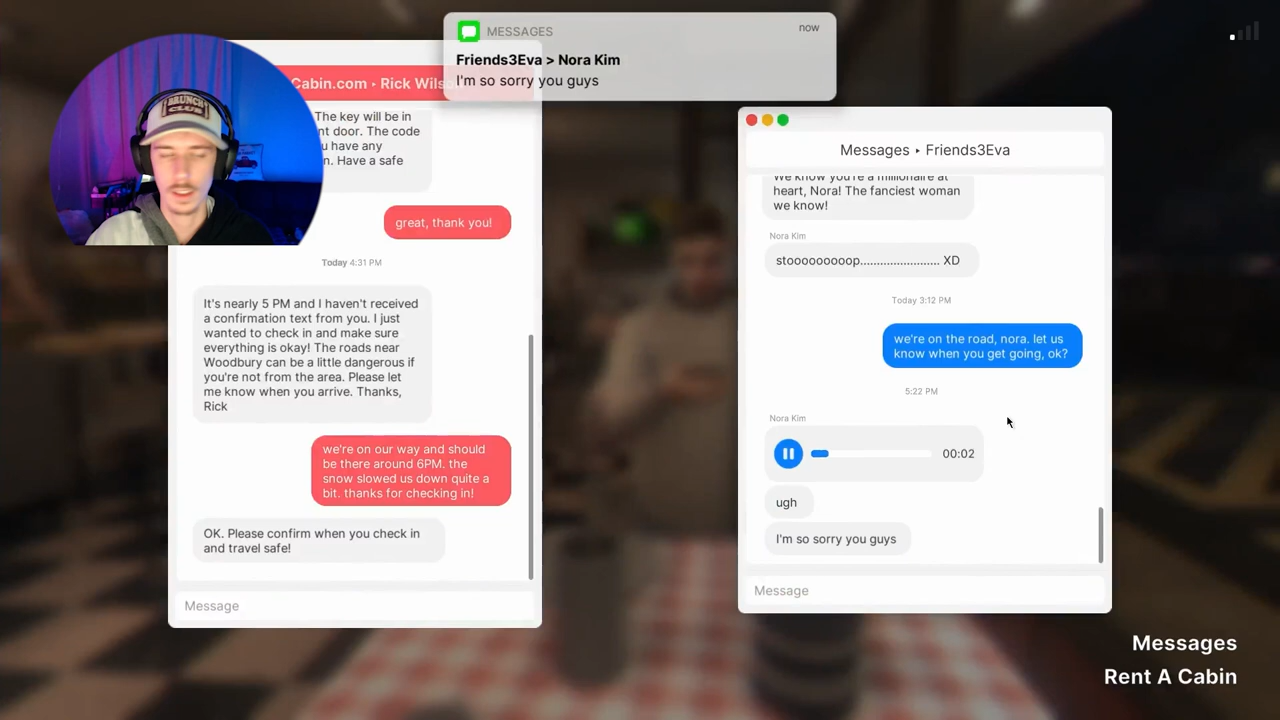 MESSAGES
now
Friends3Eva > Nora Kim
I'm so sorry you guys
BRUNCH
CLUB
Cabin.com ▸ Rick Wils
The key will be in
nt door. The code
u have any
n. Have a safe
great, thank you!
Today 4:31 PM
It's nearly 5 PM and I haven't received
a confirmation text from you. I just
wanted to check in and make sure
everything is okay! The roads near
Woodbury can be a little dangerous if
you're not from the area. Please let
me know when you arrive. Thanks,
Rick
we're on our way and should
be there around 6PM. the
snow slowed us down quite a
bit. thanks for checking in!
OK. Please confirm when you check in
and travel safe!
Message
Messages ▸ Friends3Eva
We know you're a millionaire at
heart, Nora! The fanciest woman
we know!
Nora Kim
stooooooooop........................ XD
Today 3:12 PM
we're on the road, nora. let us
know when you get going, ok?
5:22 PM
Nora Kim
00:02
ugh
I'm so sorry you guys
Message
Messages
Rent A Cabin